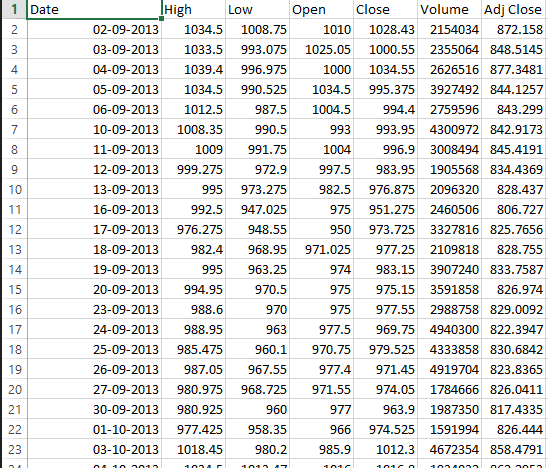 1 Date High Low Open Close Volume Adj Close
2 02-09-2013 1034.5 1008.75 1010 1028.43 2154034 872.158
3 03-09-2013 1033.5 993.075 1025.05 1000.55 2355064 848.5145
4 04-09-2013 1039.4 996.975 1000 1034.55 2626516 877.3481
5 05-09-2013 1034.5 990.525 1034.5 995.375 3927492 844.1257
6 06-09-2013 1012.5 987.5 1004.5 994.4 2759596 843.299
7 10-09-2013 1008.35 990.5 993 993.95 4300972 842.9173
8 11-09-2013 1009 991.75 1004 996.9 3008494 845.4191
9 12-09-2013 999.275 972.9 997.5 983.95 1905568 834.4369
10 13-09-2013 995 973.275 982.5 976.875 2096320 828.437
11 16-09-2013 992.5 947.025 975 951.275 2460506 806.727
12 17-09-2013 976.275 948.55 950 973.725 3327816 825.7656
13 18-09-2013 982.4 968.95 971.025 977.25 2109818 828.755
14 19-09-2013 995 963.25 974 983.15 3907240 833.7587
15 20-09-2013 994.95 970.5 975 975.15 3591858 826.974
16 23-09-2013 988.6 970 975 977.55 2988758 829.0092
17 24-09-2013 988.95 963 977.5 969.75 4940300 822.3947
18 25-09-2013 985.475 960.1 970.75 979.525 4333858 830.6842
19 26-09-2013 987.05 967.55 977.4 971.45 4919704 823.8365
20 27-09-2013 980.975 968.725 971.55 974.05 1784666 826.0411
21 30-09-2013 980.925 960 977 963.9 1987350 817.4335
22 01-10-2013 977.425 958.35 966 974.525 1591994 826.444
23 03-10-2013 1018.45 980.2 985.9 1012.3 4672354 858.4791